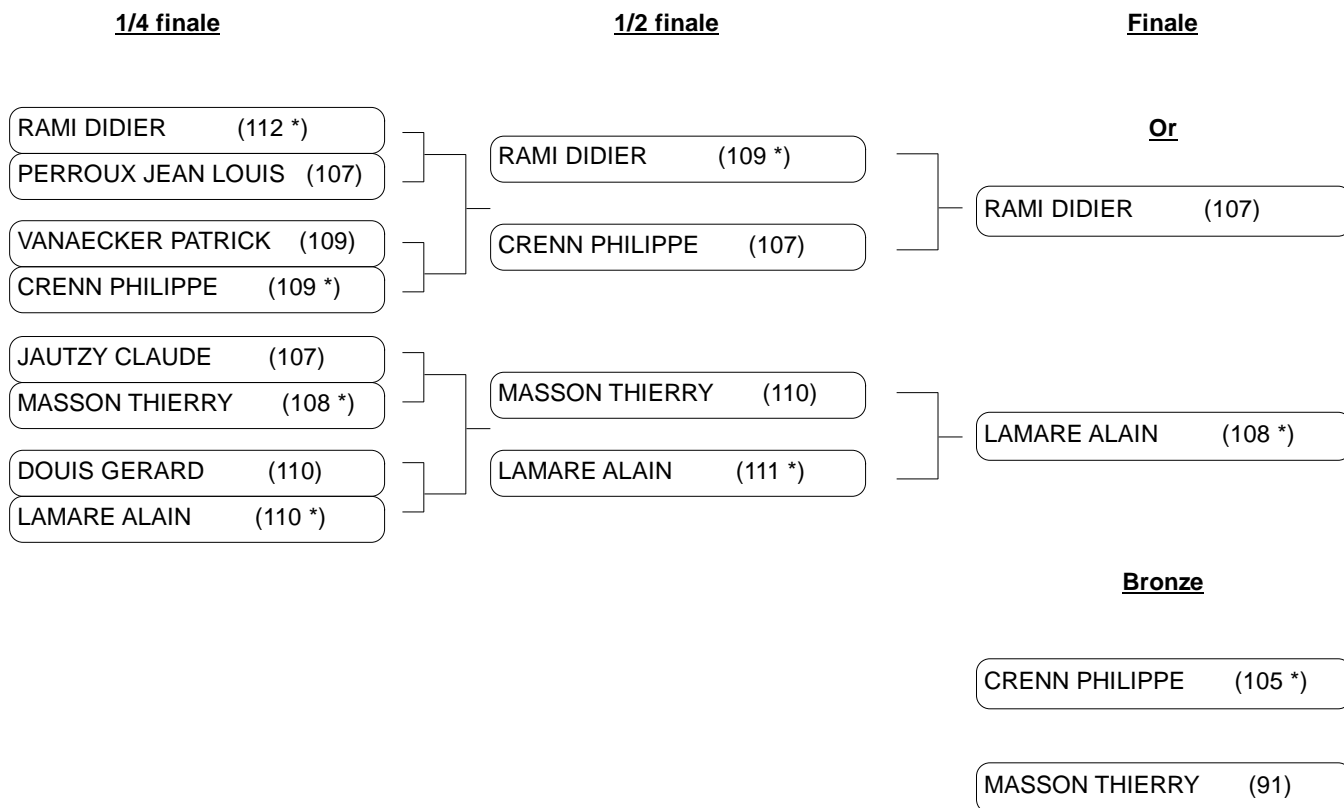 1/4 finale
1/2 finale
Finale
RAMI DIDIER (112 *)
PERROUX JEAN LOUIS (107)
VANAECKER PATRICK (109)
CRENN PHILIPPE (109 *)
JAUTZY CLAUDE (107)
MASSON THIERRY (108 *)
DOUIS GERARD (110)
LAMARE ALAIN (110 *)
RAMI DIDIER (109 *)
CRENN PHILIPPE (107)
MASSON THIERRY (110)
LAMARE ALAIN (111 *)
Or
RAMI DIDIER (107)
LAMARE ALAIN (108 *)
Bronze
CRENN PHILIPPE (105 *)
MASSON THIERRY (91)